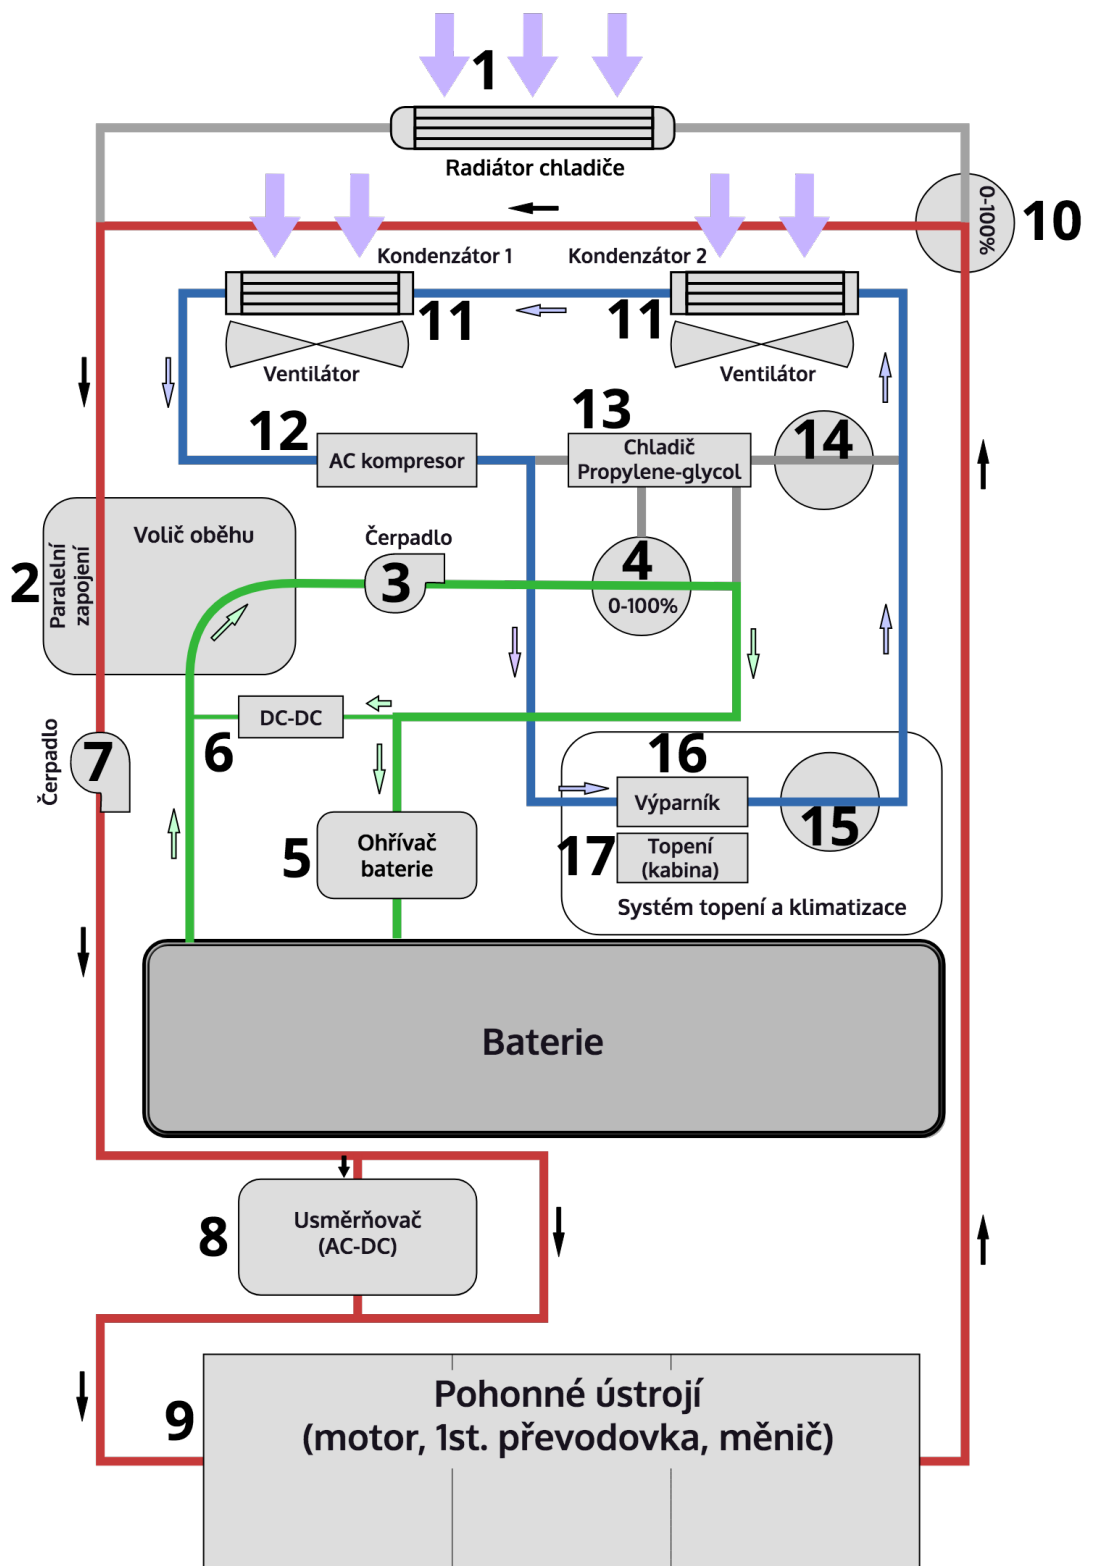 1
Radiátor chladiče
0-100%
10
Kondenzátor 1
Kondenzátor 2
11
11
Ventilátor
Ventilátor
12
AC kompresor
13
Chladič
Propylene-glycol
14
2
Paralelní
zapojení
Volič oběhu
Čerpadlo
3
4
0-100%
DC-DC
6
Čerpadlo
7
5
Ohřívač
baterie
16
Výparník
15
17
Topení
(kabina)
Systém topení a klimatizace
Baterie
8
Usměrňovač
(AC-DC)
9
Pohonné ústrojí
(motor, 1st. převodovka, měnič)